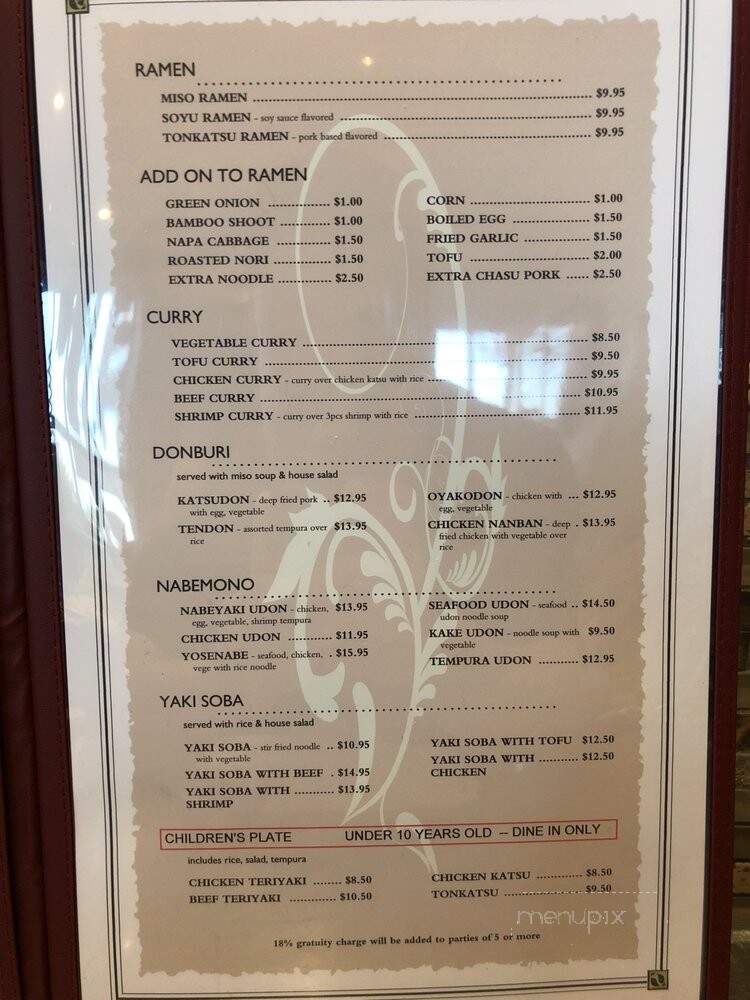 RAMEN
MISO RAMEN ........ $9.95
SOYU RAMEN - soy sauce flavored ........ $9.95
TONKATSU RAMEN - pork based flavored ........ $9.95
ADD ON TO RAMEN
GREEN ONION ........ $1.00
BAMBOO SHOOT ........ $1.00
NAPA CABBAGE ........ $1.50
ROASTED NORI ........ $1.50
EXTRA NOODLE ........ $2.50
CORN ........ $1.00
BOILED EGG ........ $1.50
FRIED GARLIC ........ $1.50
TOFU ........ $2.00
EXTRA CHASU PORK ...... $2.50
CURRY
VEGETABLE CURRY ........ $8.50
TOFU CURRY ........ $9.50
CHICKEN CURRY - curry over chicken katsu with rice ........ $9.95
BEEF CURRY ........ $10.95
SHRIMP CURRY - curry over 3pcs shrimp with rice ........ $11.95
DONBURI
served with miso soup & house salad
KATSUDON - deep fried pork .. $12.95
with egg, vegetable
TENDON - assorted tempura over $13.95
rice
OYAKODON - chicken with ... $12.95
egg, vegetable
CHICKEN NANBAN - deep . $13.95
fried chicken with vegetable over
rice
NABEMONO
NABEYAKI UDON - chicken, $13.95
egg, vegetable, shrimp tempura
CHICKEN UDON ........ $11.95
YOSENABE - seafood, chicken, . $15.95
vege with rice noodle
SEAFOOD UDON - seafood .. $14.50
udon noodle soup
KAKE UDON - noodle soup with $9.50
vegetable
TEMPURA UDON ........ $12.95
YAKI SOBA
served with rice & house salad
YAKI SOBA - stir fried noodle .. $10.95
with vegetable
YAKI SOBA WITH BEEF . $14.95
YAKI SOBA WITH ........ $13.95
SHRIMP
YAKI SOBA WITH TOFU $12.50
YAKI SOBA WITH ........ $12.50
CHICKEN
CHILDREN'S PLATE UNDER 10 YEARS OLD -- DINE IN ONLY
includes rice, salad, tempura
CHICKEN TERIYAKI ........ $8.50
BEEF TERIYAKI ........ $10.50
CHICKEN KATSU ........ $8.50
TONKATSU ........ $9.50
menupix
18% gratuity charge will be added to parties of 5 or more